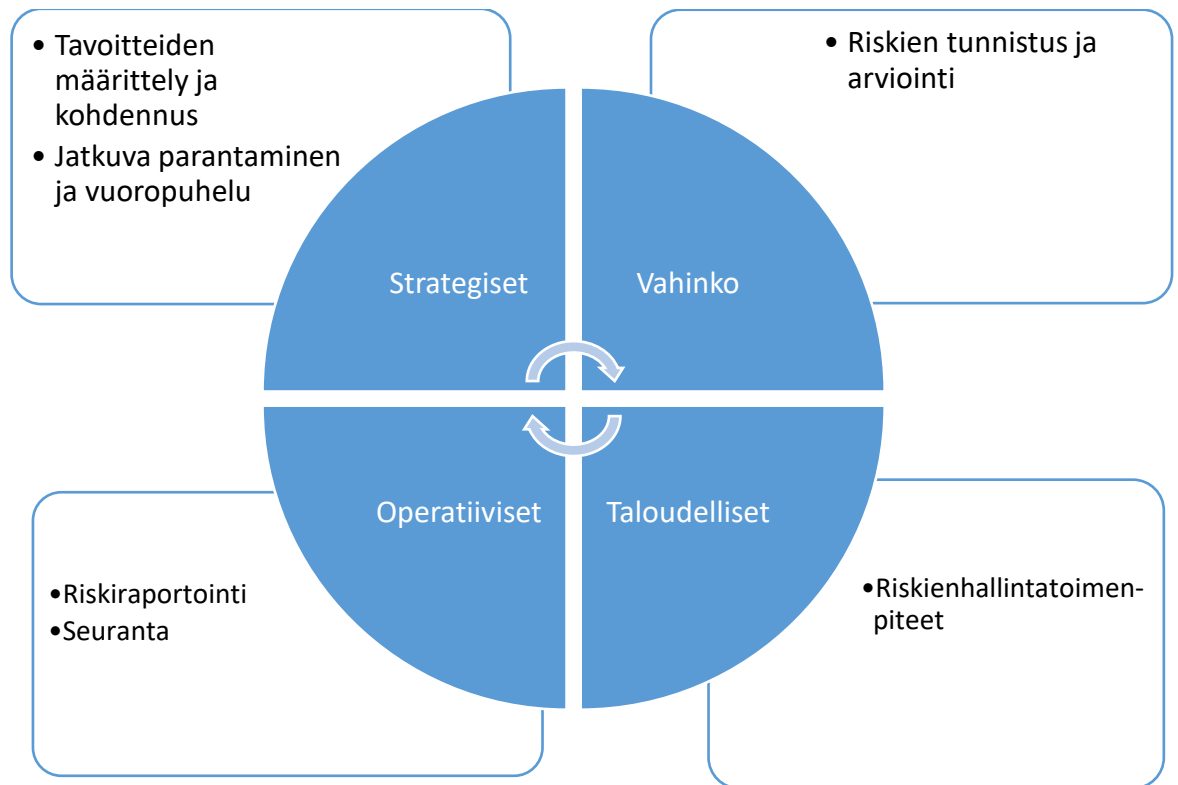 • Tavoitteiden
määrittely ja
kohdennus
• Jatkuva parantaminen
ja vuoropuhelu
• Riskien tunnistus ja
arviointi
Strategiset
Vahinko
Operatiiviset
Taloudelliset
•Riskiraportointi
•Seuranta
•Riskienhallintatoimen-
piteet